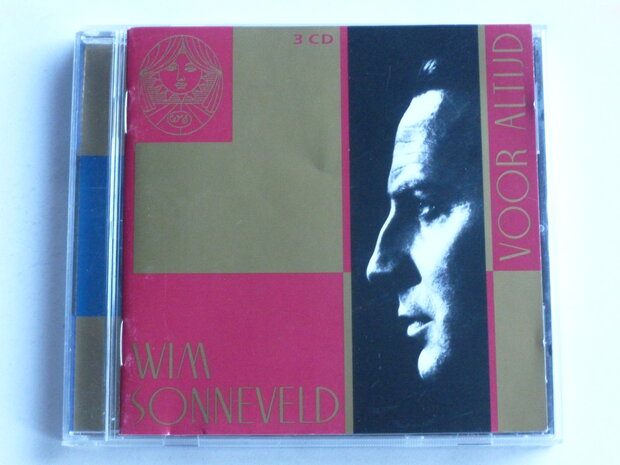 3 CD
VOOR ALTIJD
WIM
SONNEVELD